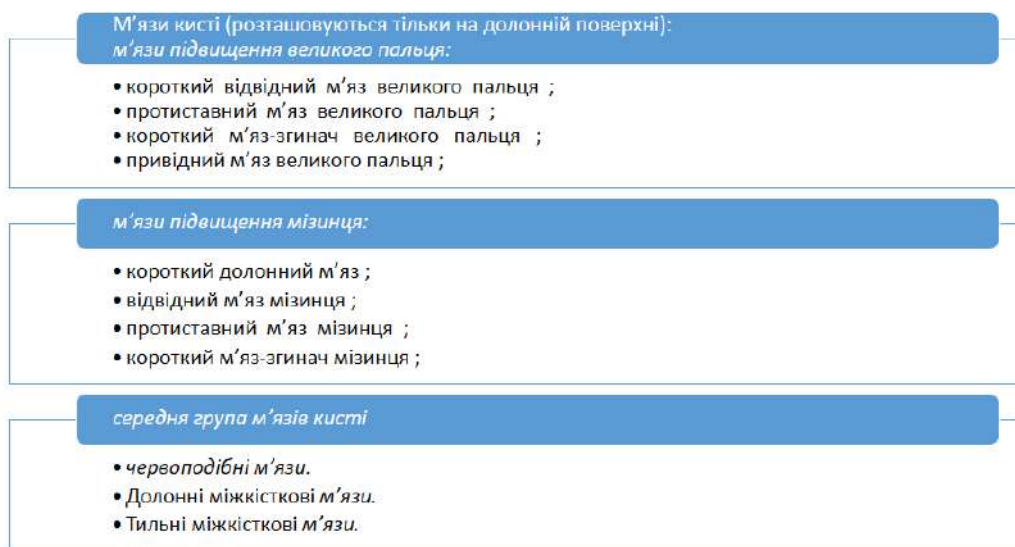 М’язи кисті (розташовуються тільки на долонній поверхні):
м’язи підвищення великого пальця:
• короткий відвідний м’яз великого пальця ;
• протиставний м’яз великого пальця ;
• короткий м’яз-згинач великого пальця ;
• привідний м’яз великого пальця ;
м’язи підвищення мізинця:
• короткий долонний м’яз ;
• відвідний м’яз мізинця ;
• протиставний м’яз мізинця ;
• короткий м’яз-згинач мізинця ;
середня група м’язів кисті
• червоподібні м’язи.
• Долонні міжкісткові м’язи.
• Тильні міжкісткові м’язи.